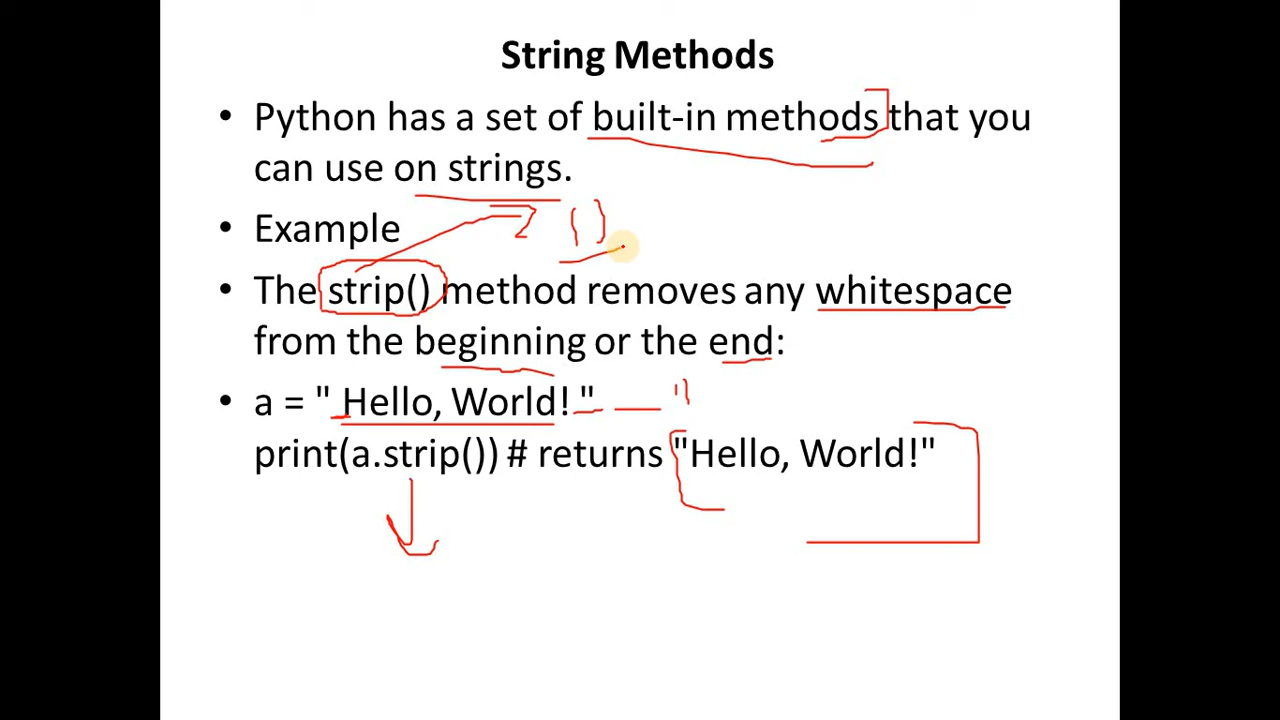 String Methods
• Python has a set of built-in methods that you
can use on strings.
• Example
• The strip() method removes any whitespace
from the beginning or the end:
• a = " Hello, World! "
print(a.strip()) # returns "Hello, World!"